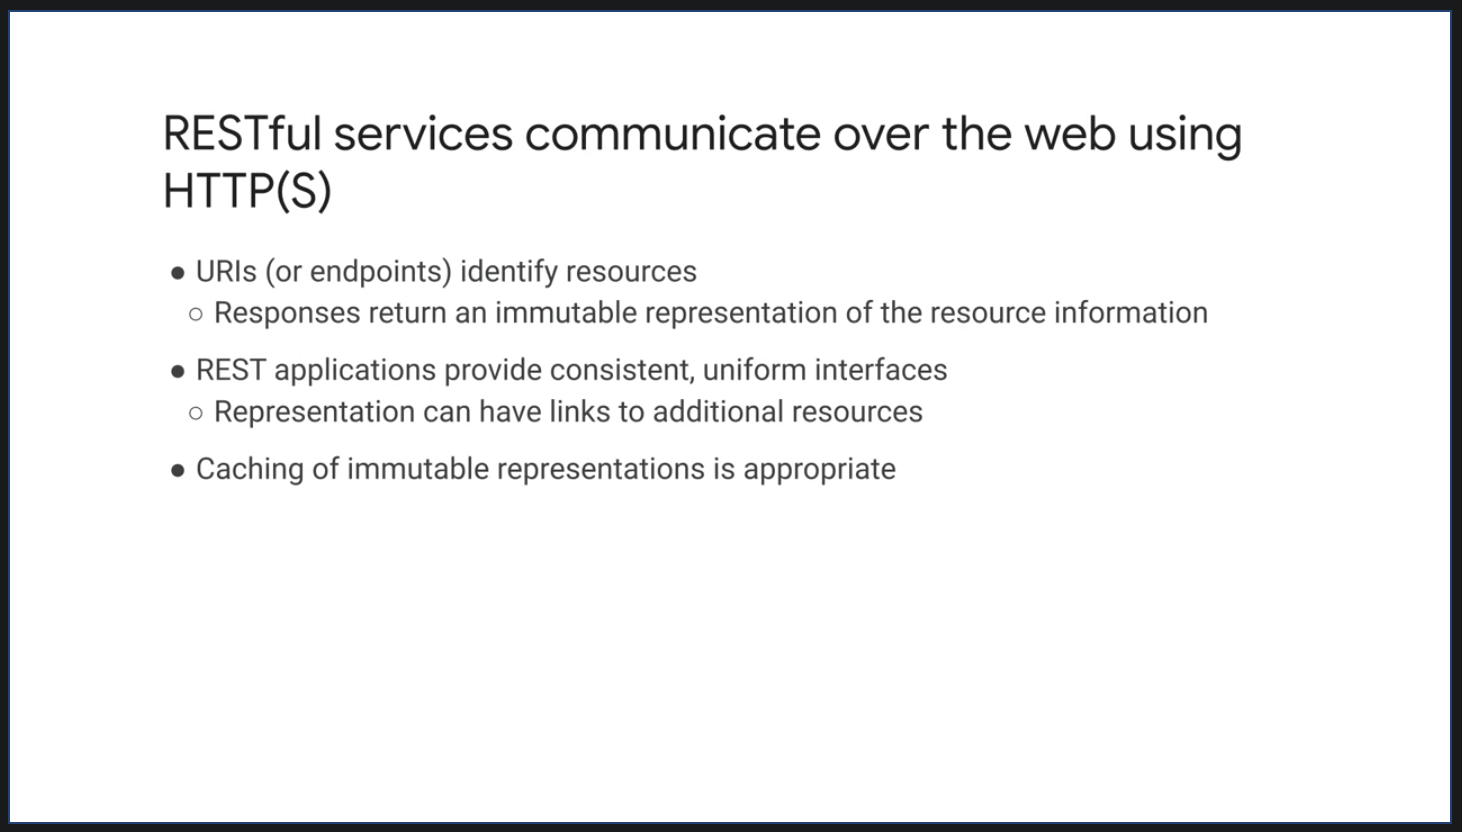 RESTful services communicate over the web using
HTTP(S)
● URIs (or endpoints) identify resources
○ Responses return an immutable representation of the resource information
● REST applications provide consistent, uniform interfaces
○ Representation can have links to additional resources
● Caching of immutable representations is appropriate